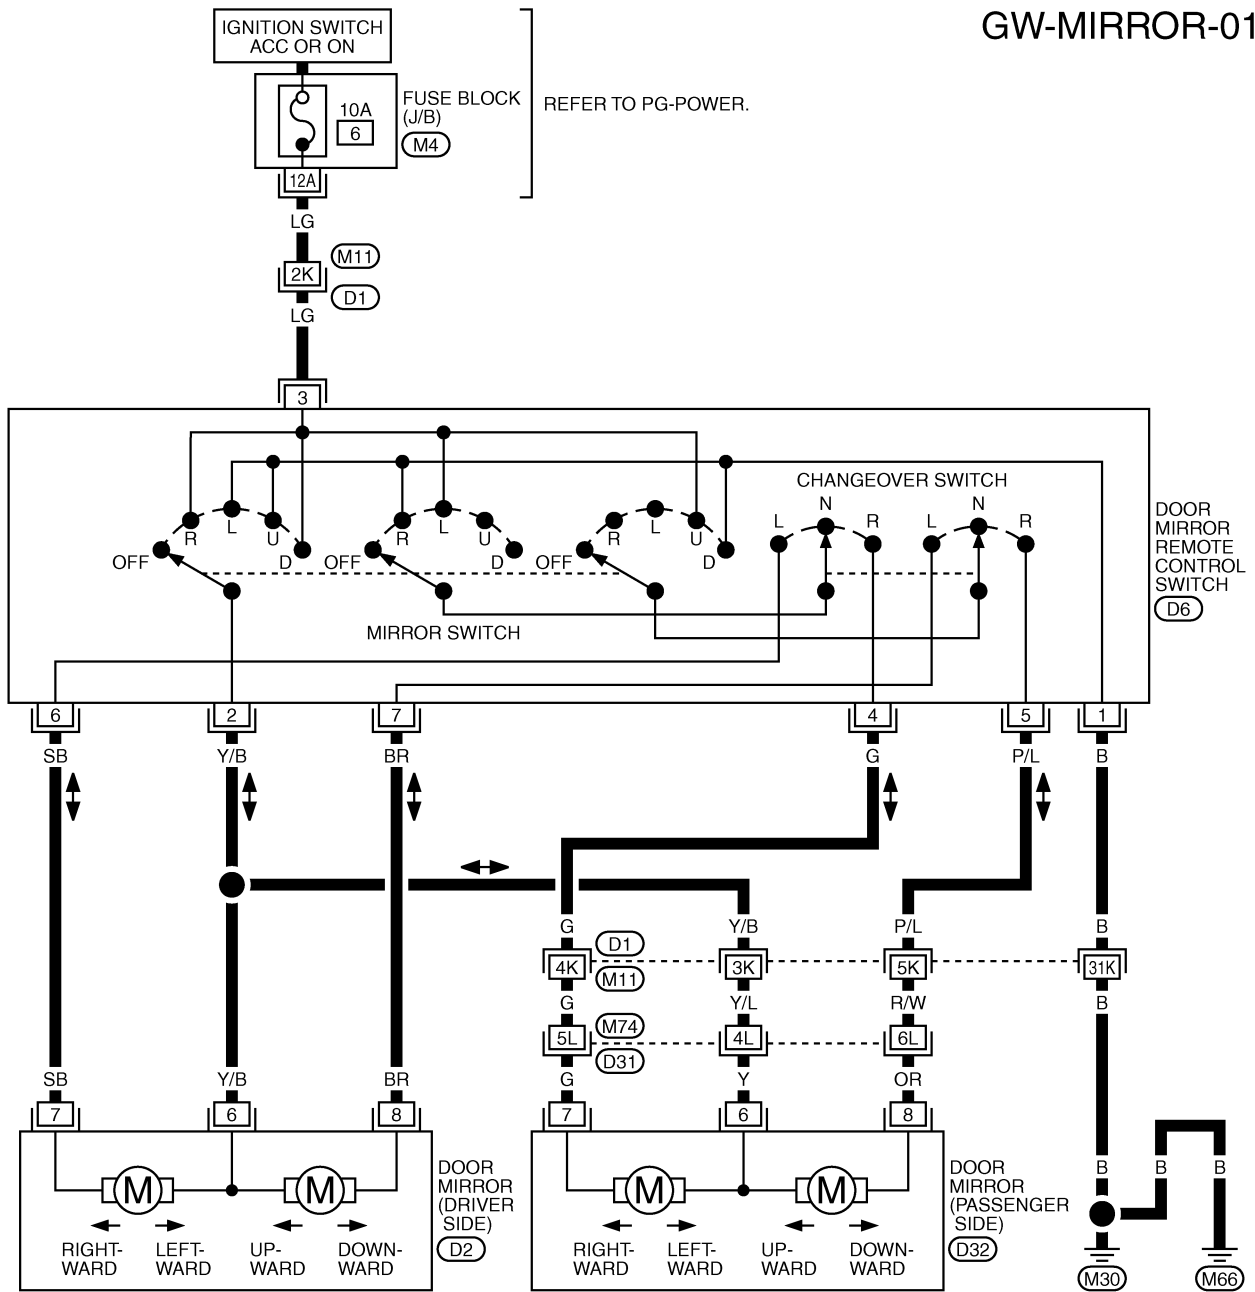 GW-MIRROR-01
IGNITION SWITCH
ACC OR ON
10A
6
FUSE BLOCK
(J/B)
M4
REFER TO PG-POWER.
12A
LG
M11
2K
D1
LG
3
CHANGEOVER SWITCH
OFF R L U D
OFF R L U D
OFF R L U D
L N R
L N R
MIRROR SWITCH
DOOR
MIRROR
REMOTE
CONTROL
SWITCH
D6
6 2 7 4 5 1
SB Y/B BR G P/L B
G Y/B P/L B
D1
4K 3K 5K 31K
M11
G Y/L R/W B
M74
5L 4L 6L
D31
SB Y/B BR G Y OR
7 6 8 7 6 8
M M
RIGHT-
WARD
LEFT-
WARD
UP-
WARD
DOWN-
WARD
DOOR
MIRROR
(DRIVER
SIDE)
D2
M M
RIGHT-
WARD
LEFT-
WARD
UP-
WARD
DOWN-
WARD
DOOR
MIRROR
(PASSENGER
SIDE)
D32
B B B
M30 M66